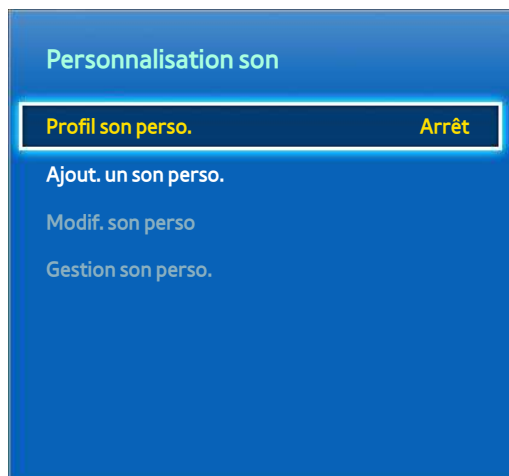 Personnalisation son
Profil son perso. Arrêt
Ajout. un son perso.
Modif. son perso
Gestion son perso.